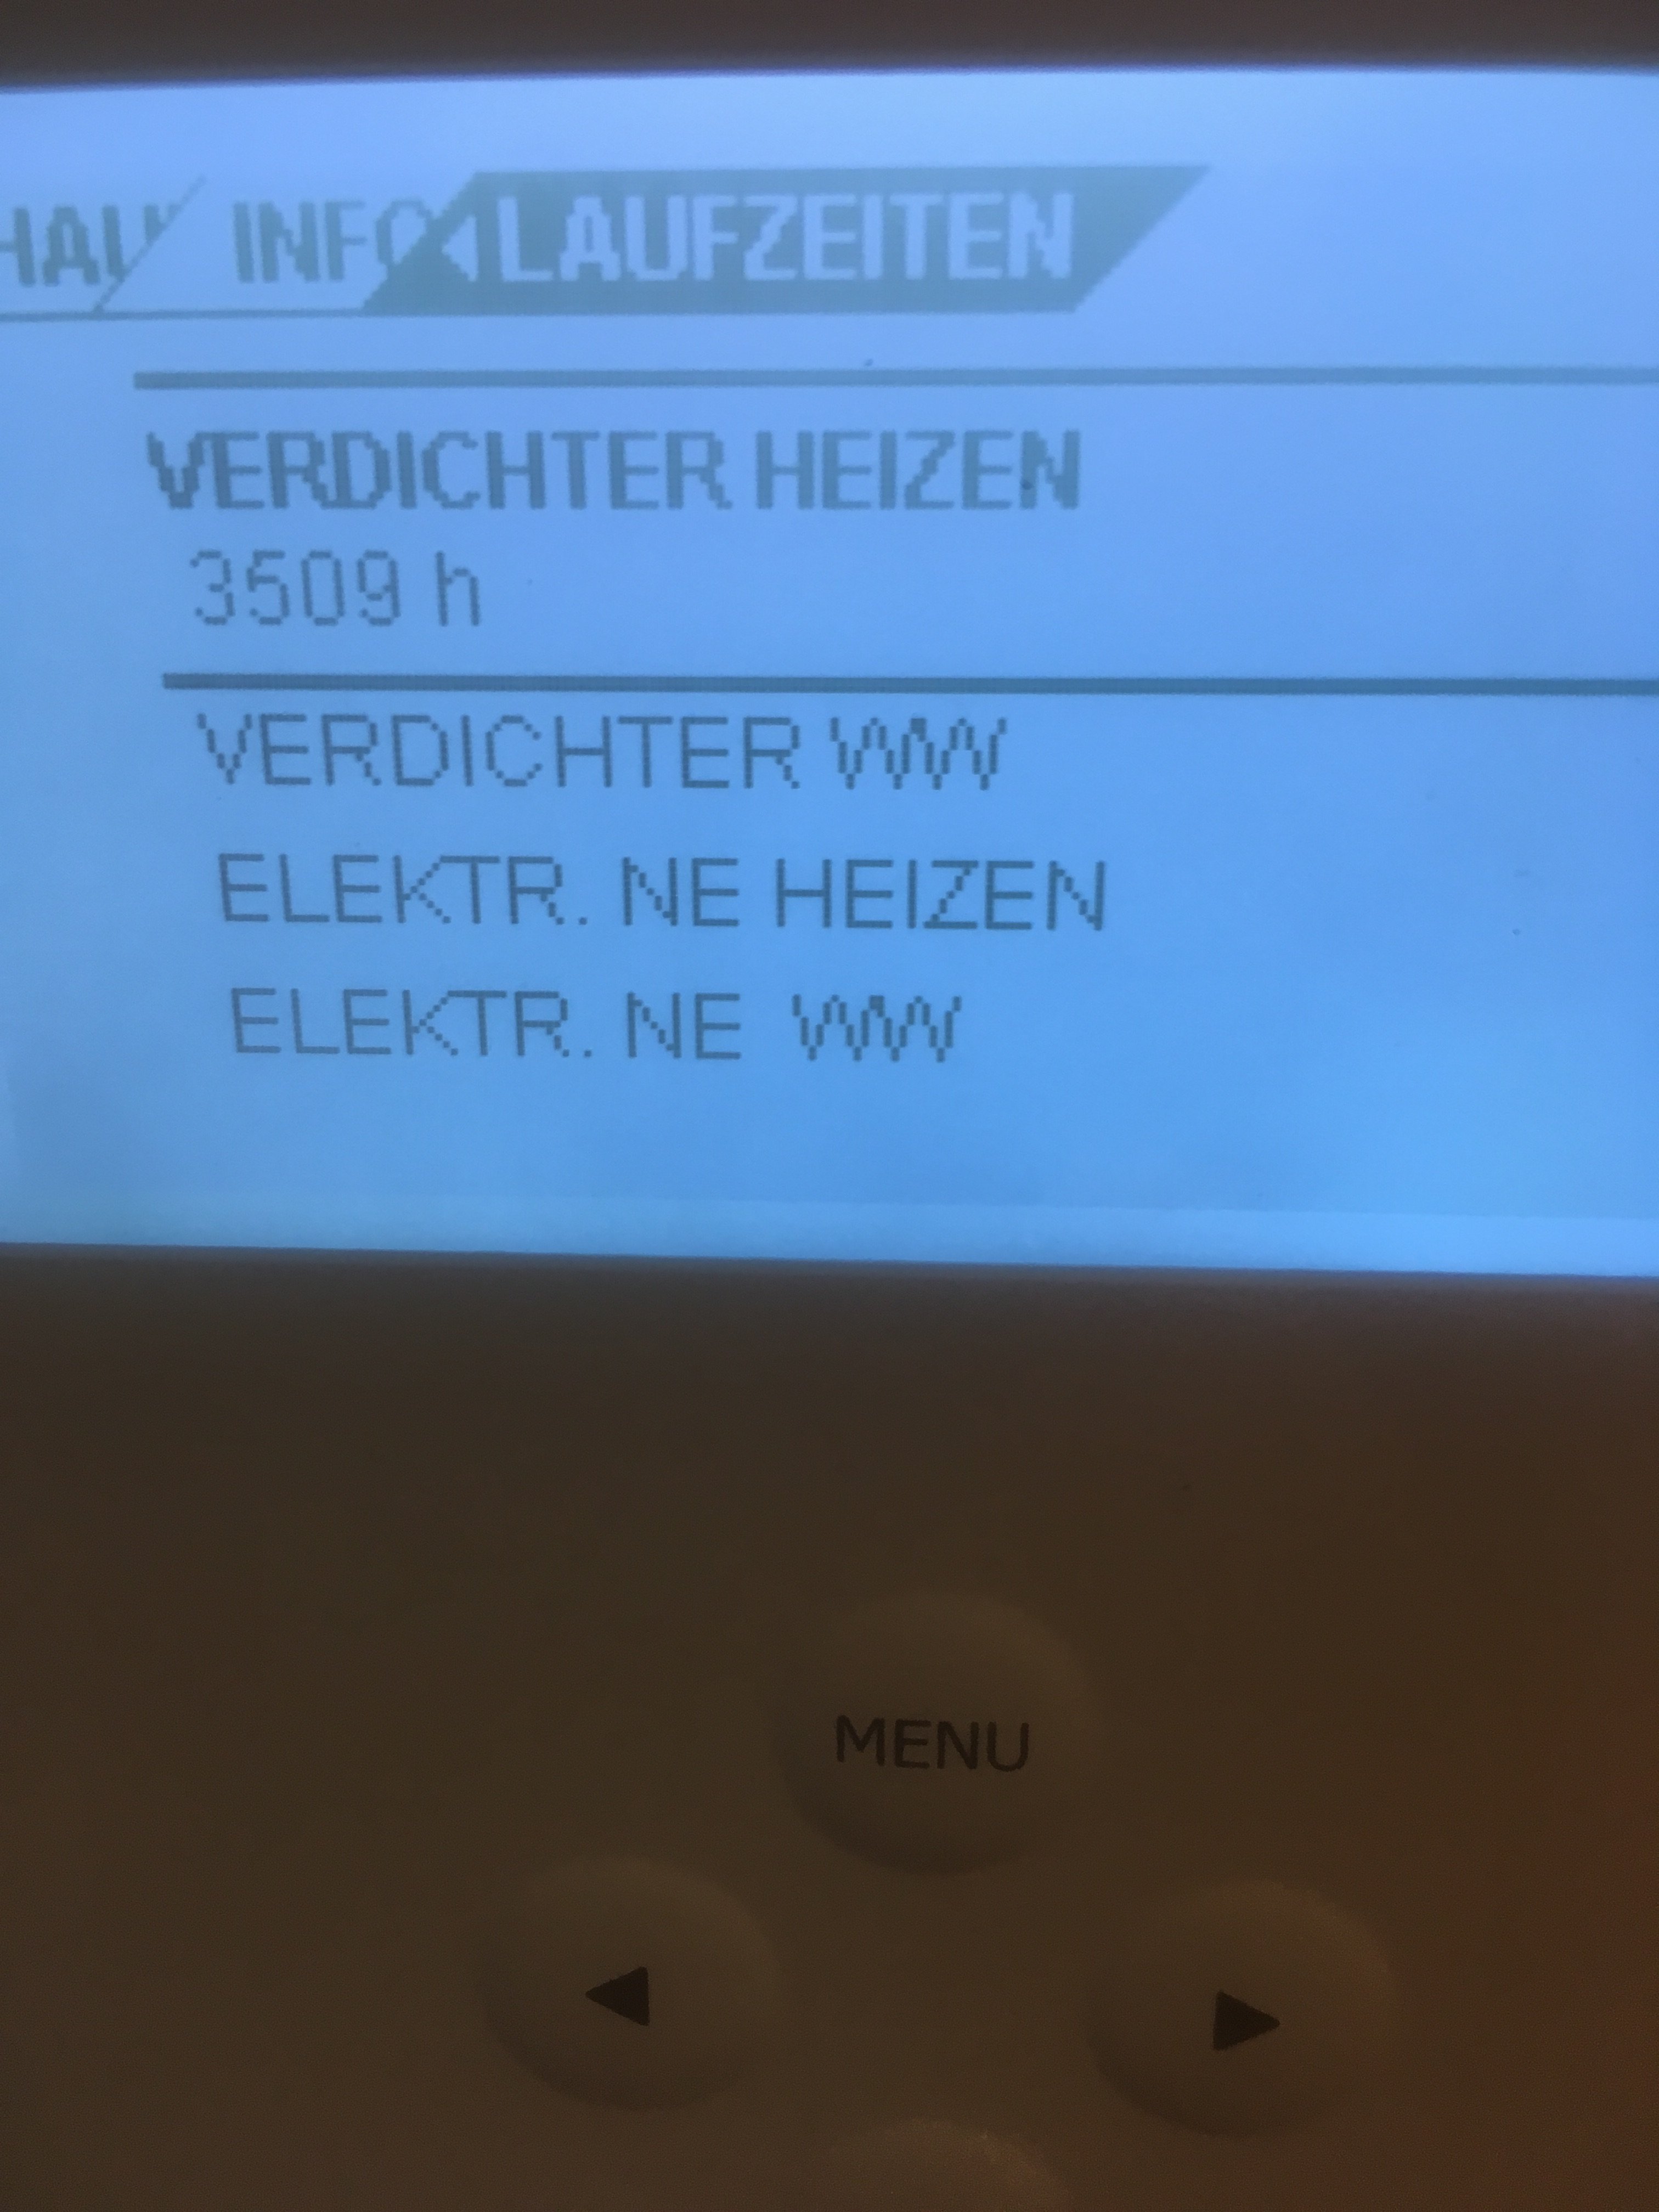 INFO LAUFZEITEN
VERDICHTER HEIZEN
3509 h
VERDICHTER WW
ELEKTR. NE HEIZEN
ELEKTR. NE WW
MENU